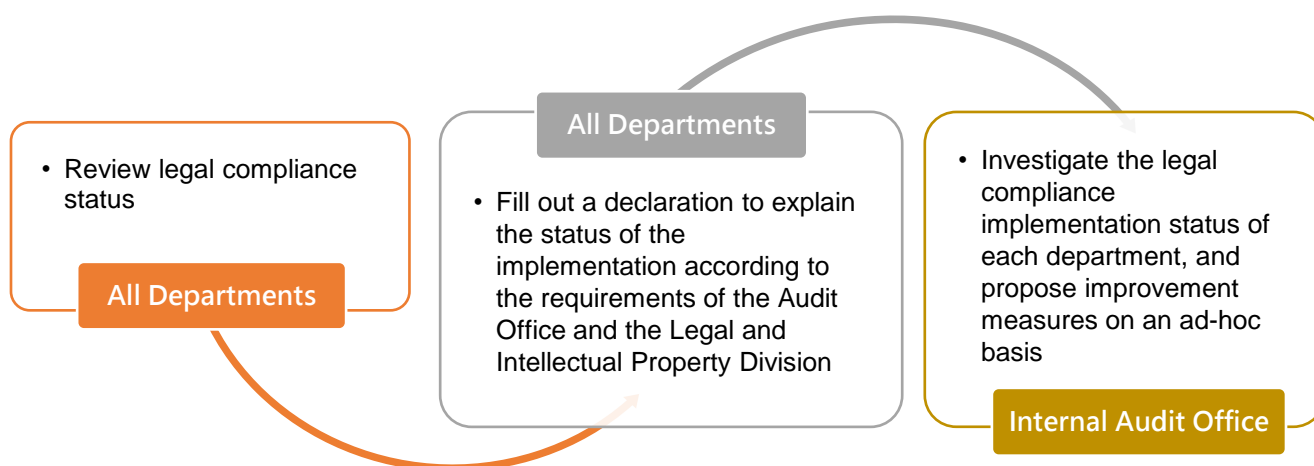 • Review legal compliance
status
All Departments
All Departments
• Fill out a declaration to explain
the status of the
implementation according to
the requirements of the Audit
Office and the Legal and
Intellectual Property Division
• Investigate the legal
compliance
implementation status of
each department, and
propose improvement
measures on an ad-hoc
basis
Internal Audit Office